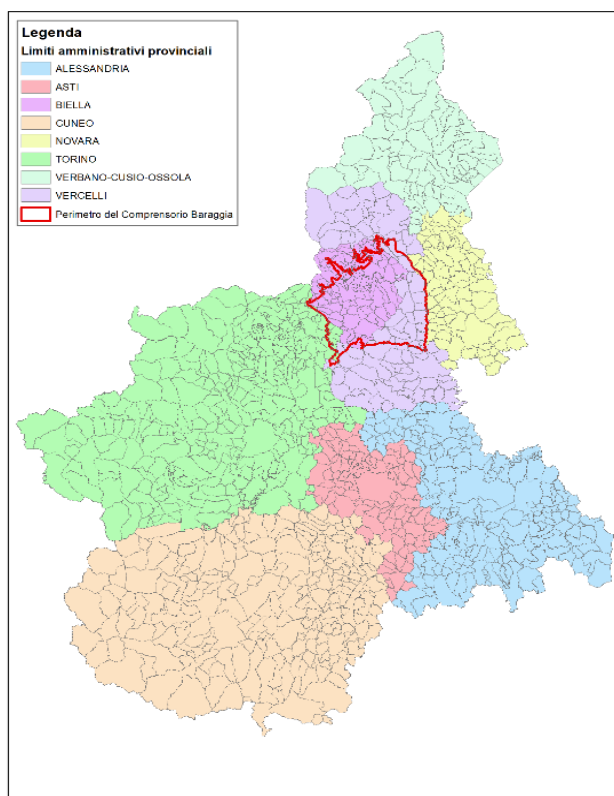 Legenda
Limiti amministrativi provinciali
ALESSANDRIA
ASTI
BIELLA
CUNEO
NOVARA
TORINO
VERBANO-CUSIO-OSSOLA
VERCELLI
Perimetro del Comprensorio Baraggia